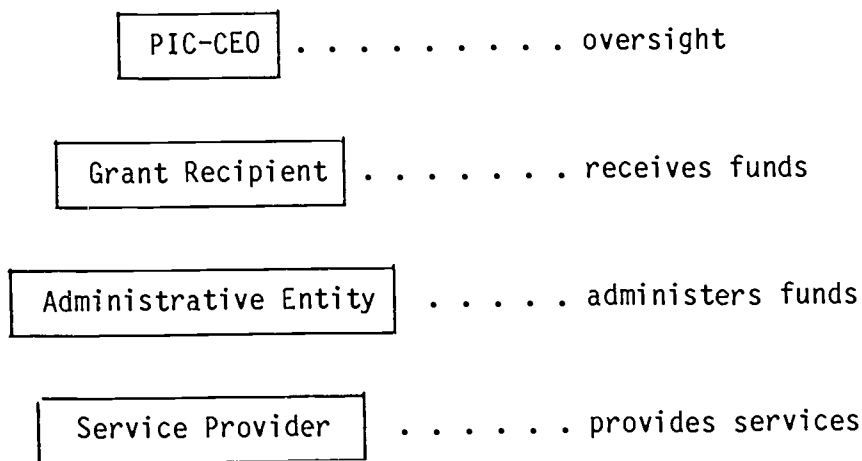 PIC-CEO . . . . . . . . . oversight
Grant Recipient . . . . . . . receives funds
Administrative Entity . . . . . administers funds
Service Provider . . . . . . provides services